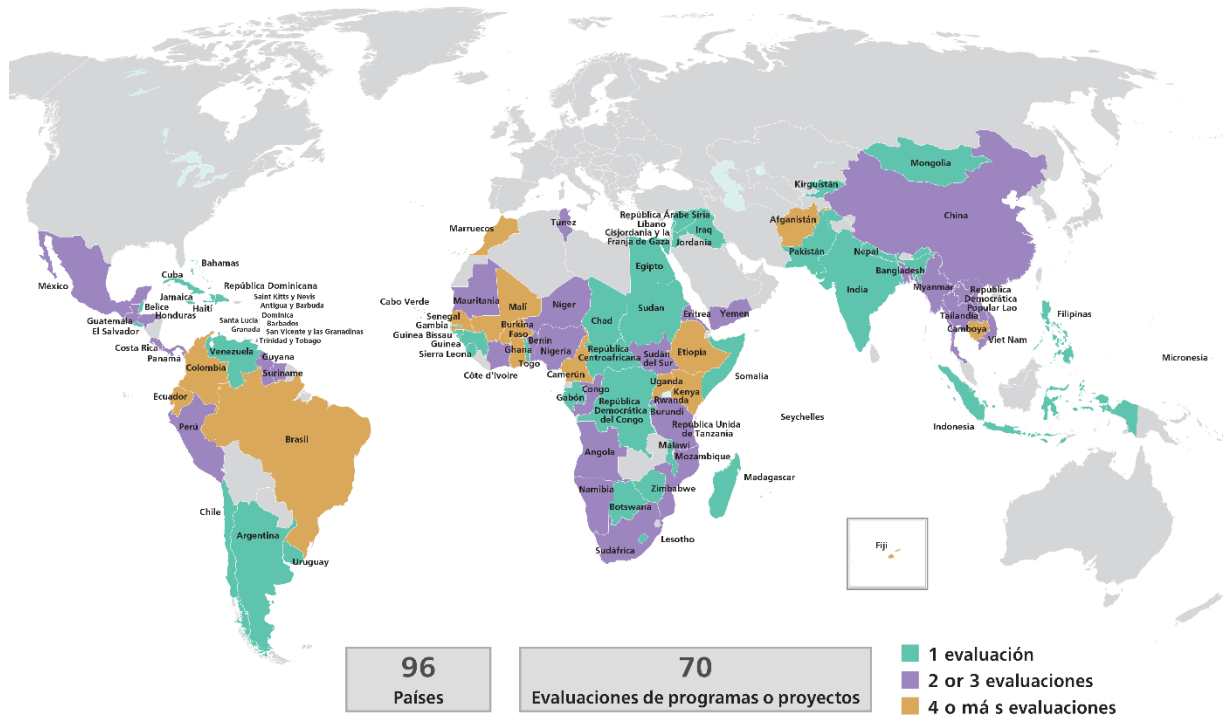 Mongolia
Kirguistán
China
República Árabe Siria
Líbano
Cisjordania y la
Franja de Gaza
Iraq
Jordania
Afganistán
Marruecos
Túnez
Pakistán
Nepal
Egipto
Bahamas
Cuba
República Dominicana
México
Jamaica
Saint Kitts y Nevis
Antigua y Barbuda
Belice
Haití
Honduras
Dominica
Guatemala
Santa Lucia
Barbados
El Salvador
Granada
San Vicente y las Granadinas
Trinidad y Tobago
Costa Rica
Panamá
Venezuela
Guyana
Colombia
Suriname
Ecuador
Perú
Brasil
Chile
Argentina
Uruguay
Cabo Verde
Mauritania
Malí
Níger
Senegal
Gambia
Guinea Bissau
Guinea
Sierra Leona
Burkina
Faso
Ghana
Benin
Togo
Nigeria
Côte d'Ivoire
Camerún
Chad
Sudan
Eritrea
Yemen
República
Centroafricana
Sudán
del Sur
Etiopía
Somalia
Gabón
Congo
República
Democrática
del Congo
Uganda
Kenya
Rwanda
Burundi
República Unida
de Tanzanía
Seychelles
Angola
Malawi
Mozambique
Namibia
Zimbabwe
Botswana
Madagascar
Lesotho
Sudáfrica
India
Bangladesh
Myanmar
República
Democrática
Popular Lao
Tailandia
Camboya
Viet Nam
Filipinas
Micronesia
Indonesia
Fiji
96
Países
70
Evaluaciones de programas o proyectos
1 evaluación
2 or 3 evaluaciones
4 o má s evaluaciones